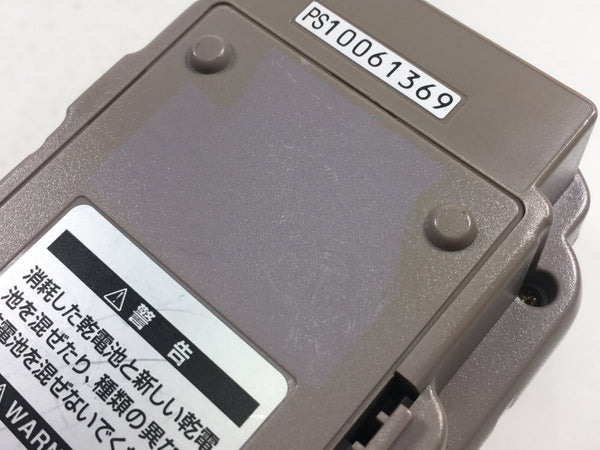 PS10061369
⚠警告
消耗した乾電池と新しい乾電
池を混ぜたり、種類の異な
電池を混ぜないでく
⚠WARN